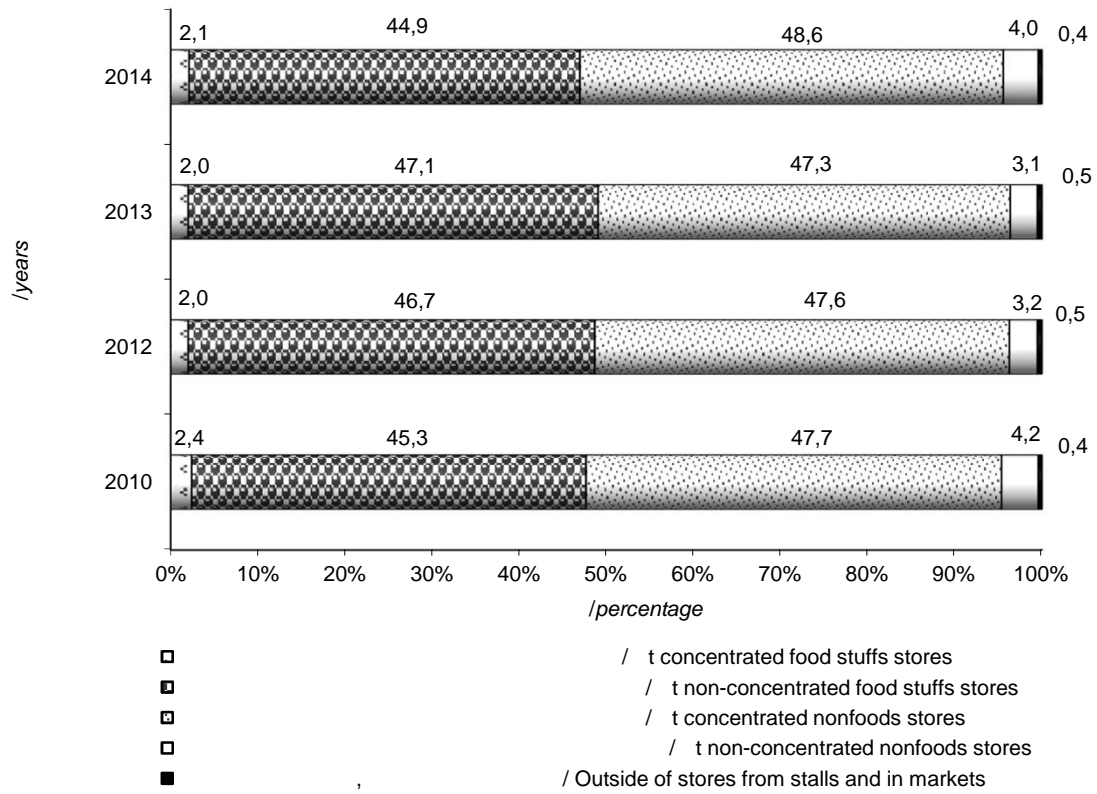 2,1 44,9 48,6 4,0 0,4
2014
2,0 47,1 47,3 3,1 0,5
2013
/years
2,0 46,7 47,6 3,2 0,5
2012
2,4 45,3 47,7 4,2 0,4
2010
0% 10% 20% 30% 40% 50% 60% 70% 80% 90% 100%
/percentage
/ t concentrated food stuffs stores
/ t non-concentrated food stuffs stores
/ t concentrated nonfoods stores
/ t non-concentrated nonfoods stores
, / Outside of stores from stalls and in markets